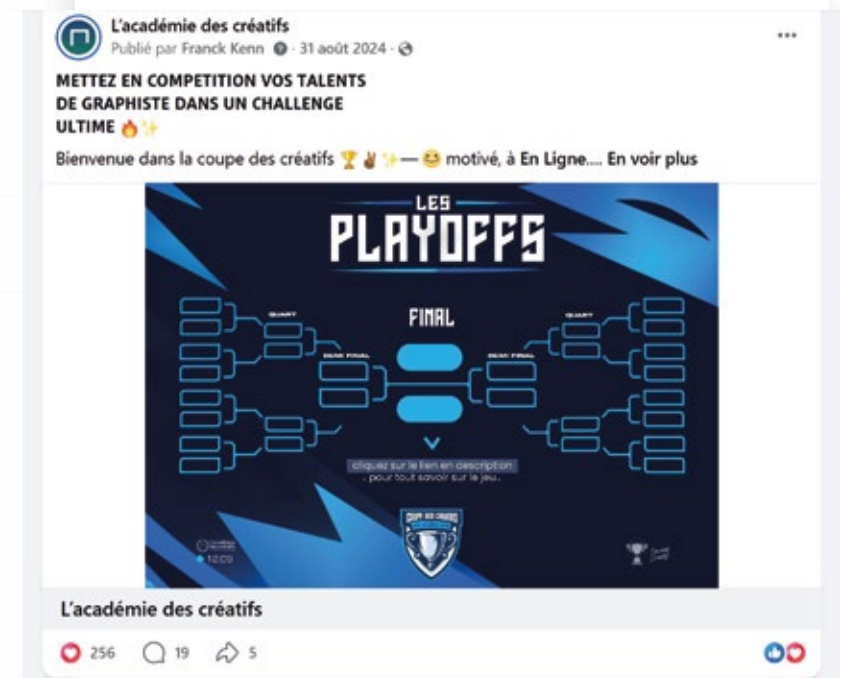 L'académie des créatifs
Publié par Franck Kenn · 31 août 2024 ·
METTEZ EN COMPETITION VOS TALENTS
DE GRAPHISTE DANS UN CHALLENGE
ULTIME 🔥✨
Bienvenue dans la coupe des créatifs 🏆✌🏾✨— 😆 motivé, à En Ligne.... En voir plus
LES
PLAYOFFS
FINAL
QUART
QUART
DEMI FINAL
DEMI FINAL
cliquez sur le lien en description
. pour tout savoir sur le jeu.
COUPE DES CREATIFS
L'académie des créatifs
256 19 5